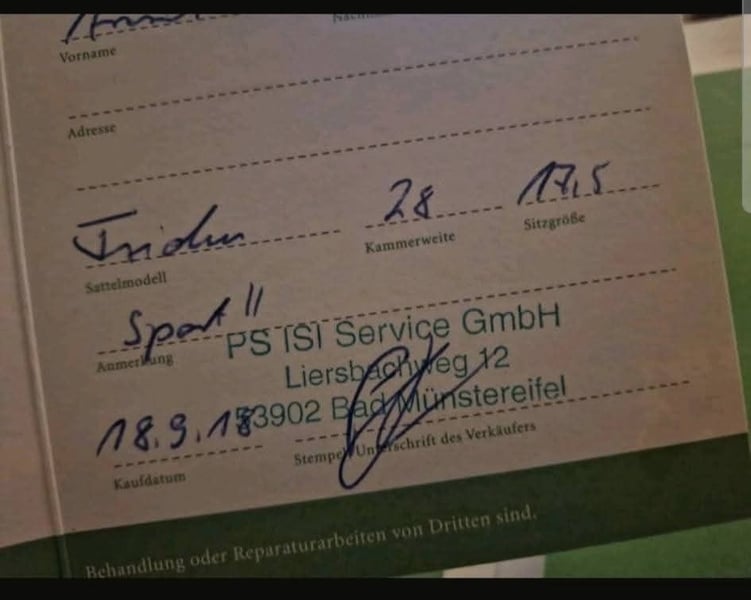 Vorname
Adresse
28 17,5
Sattelmodell Kammerweite Sitzgröße
Sport II
PS ISI Service GmbH
Anmerkung
Liersbachweg 12
53902 Bad Münstereifel
18.9.18
Stempel/Unterschrift des Verkäufers
Kaufdatum
Behandlung oder Reparaturarbeiten von Dritten sind.